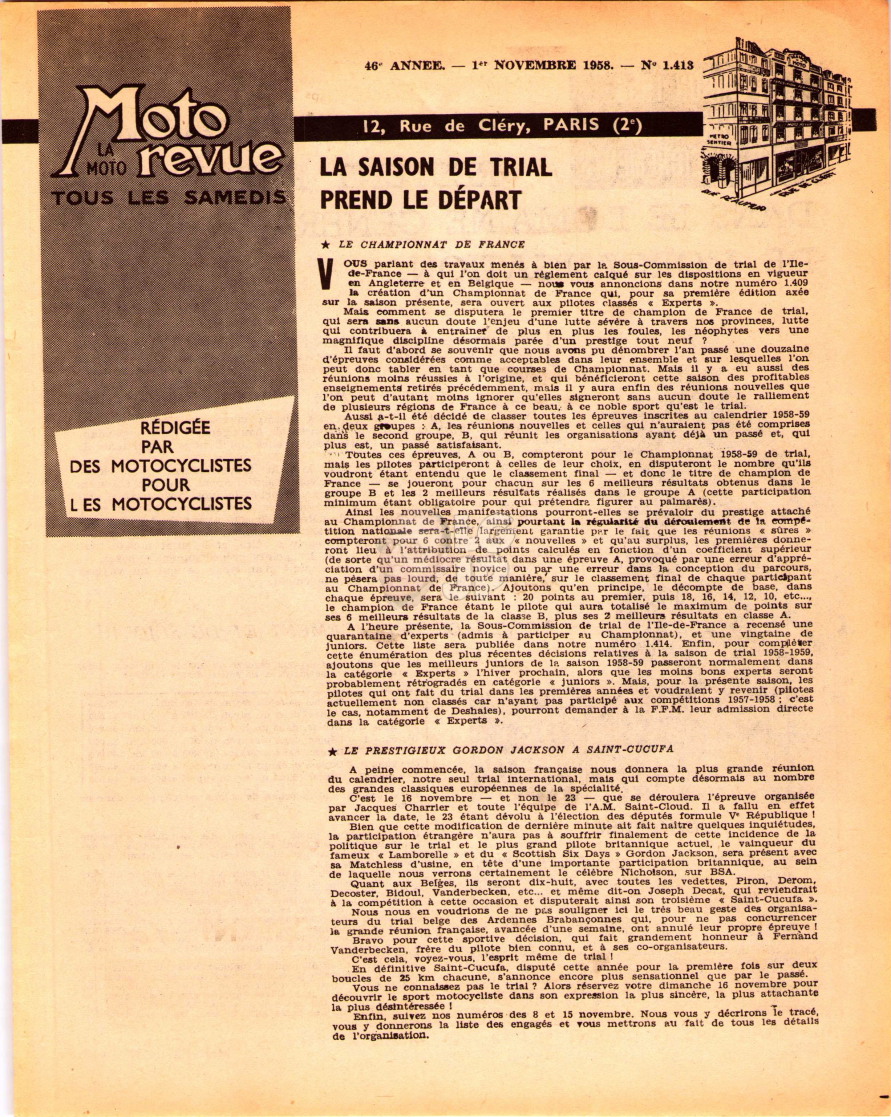 46e ANNEE. — 1er NOVEMBRE 1958. — No 1.413
12, Rue de Cléry, PARIS (2e)
METRO
SENTIER
RUE REAUMUR
RUE DE CLERY
Moto
LA
MOTO revue
TOUS LES SAMEDIS
RÉDIGÉE
PAR
DES MOTOCYCLISTES
POUR
LES MOTOCYCLISTES
LA SAISON DE TRIAL
PREND LE DÉPART
★ LE CHAMPIONNAT DE FRANCE
VOUS parlant des travaux menés à bien par la Sous-Commission de trial de l'Ile-
de-France — à qui l'on doit un réglement calqué sur les dispositions en vigueur
en Angleterre et en Belgique — nous vous annoncions dans notre numéro 1.409
la création d'un Championnat de France qui, pour sa première édition axée
sur la saison présente, sera ouvert aux pilotes classés « Experts ».
Mais comment se disputera le premier titre de champion de France de trial,
qui sera sans aucun doute l'enjeu d'une lutte sévère à travers nos provinces, lutte
qui contribuera à entraîner de plus en plus les foules, les néophytes vers une
magnifique discipline désormais parée d'un prestige tout neuf ?
Il faut d'abord se souvenir que nous avons pu dénombrer l'an passé une douzaine
d'épreuves considérées comme acceptables dans leur ensemble et sur lesquelles l'on
peut donc tabler en tant que courses de Championnat. Mais il y a eu aussi des
réunions moins réussies à l'origine, et qui bénéficieront cette saison des profitables
enseignements retirés précédemment, mais il y aura enfin des réunions nouvelles que
l'on peut d'autant moins ignorer qu'elles signeront sans aucun doute le ralliement
de plusieurs régions de France à ce beau, à ce noble sport qu'est le trial.
Aussi a-t-il été décidé de classer toutes les épreuves inscrites au calendrier 1958-59
en deux groupes : A, les réunions nouvelles et celles qui n'auraient pas été comprises
dans le second groupe, B, qui réunit les organisations ayant déjà un passé et, qui
plus est, un passé satisfaisant.
Toutes ces épreuves, A ou B, compteront pour le Championnat 1958-59 de trial,
mais les pilotes participeront à celles de leur choix, en disputeront le nombre qu'ils
voudront étant entendu que le classement final — et donc le titre de champion de
France — se joueront pour chacun sur les 6 meilleurs résultats obtenus dans le
groupe B et les 2 meilleurs résultats réalisés dans le groupe A (cette participation
minimum étant obligatoire pour qui prétendra figurer au palmarès).
Ainsi les nouvelles manifestations pourront-elles se prévaloir du prestige attaché
au Championnat de France, ainsi pourtant la régularité du déroulement de la compé-
tition nationale sera-t-elle largement garantie par le fait que les réunions « sûres »
compteront pour 6 contre 2 aux « nouvelles » et qu'au surplus, les premières donne-
ront lieu à l'attribution de points calculés en fonction d'un coefficient supérieur
(de sorte qu'un médiocre résultat dans une épreuve A, provoqué par une erreur d'appré-
ciation d'un commissaire novice ou par une erreur dans la conception du parcours,
ne pèsera pas lourd, de toute manière, sur le classement final de chaque participant
au Championnat de France). Ajoutons qu'en principe, le décompte de base, dans
chaque épreuve, sera le suivant : 20 points au premier, puis 18, 16, 14, 12, 10, etc...,
le champion de France étant le pilote qui aura totalisé le maximum de points sur
ses 6 meilleurs résultats de la classe B, plus ses 2 meilleurs résultats en classe A.
A l'heure présente, la Sous-Commission de trial de l'Ile-de-France a recensé une
quarantaine d'experts (admis à participer au Championnat), et une vingtaine de
juniors. Cette liste sera publiée dans notre numéro 1.414. Enfin, pour compléter
cette énumération des plus récentes décisions relatives à la saison de trial 1958-1959,
ajoutons que les meilleurs juniors de la saison 1958-59 passeront normalement dans
la catégorie « Experts » l'hiver prochain, alors que les moins bons experts seront
probablement rétrogradés en catégorie « juniors ». Mais, pour la présente saison, les
pilotes qui ont fait du trial dans les premières années et voudraient y revenir (pilotes
actuellement non classés car n'ayant pas participé aux compétitions 1957-1958 : c'est
le cas, notamment de Deshaies), pourront demander à la F.F.M. leur admission directe
dans la catégorie « Experts ».
★ LE PRESTIGIEUX GORDON JACKSON A SAINT-CUCUFA
A peine commencée, la saison française nous donnera la plus grande réunion
du calendrier, notre seul trial international, mais qui compte désormais au nombre
des grandes classiques européennes de la spécialité.
C'est le 16 novembre — et non le 23 — que se déroulera l'épreuve organisée
par Jacques Charrier et toute l'équipe de l'A.M. Saint-Cloud. Il a fallu en effet
avancer la date, le 23 étant dévolu à l'élection des députés formule Ve République !
Bien que cette modification de dernière minute ait fait naître quelques inquiétudes,
la participation étrangère n'aura pas à souffrir finalement de cette incidence de la
politique sur le trial et le plus grand pilote britannique actuel, le vainqueur du
fameux « Lamborelle » et du « Scottish Six Days » Gordon Jackson, sera présent avec
sa Matchless d'usine, en tête d'une importante participation britannique, au sein
de laquelle nous verrons certainement le célèbre Nicholson, sur BSA.
Quant aux Belges, ils seront dix-huit, avec toutes les vedettes, Piron, Derom,
Decoster, Bidoul, Vanderbecken, etc... et même dit-on Joseph Decat, qui reviendrait
à la compétition à cette occasion et disputerait ainsi son troisième « Saint-Cucufa ».
Nous nous en voudrions de ne pas souligner ici le très beau geste des organisa-
teurs du trial belge des Ardennes Brabançonnes qui, pour ne pas concurrencer
la grande réunion française, avancée d'une semaine, ont annulé leur propre épreuve !
Bravo pour cette sportive décision, qui fait grandement honneur à Fernand
Vanderbecken, frère du pilote bien connu, et à ses co-organisateurs.
C'est cela, voyez-vous, l'esprit même de trial !
En définitive Saint-Cucufa, disputé cette année pour la première fois sur deux
boucles de 25 km chacune, s'annonce encore plus sensationnel que par le passé.
Vous ne connaissez pas le trial ? Alors réservez votre dimanche 16 novembre pour
découvrir le sport motocycliste dans son expression la plus sincère, la plus attachante
la plus désintéressée !
Enfin, suivez nos numéros des 8 et 15 novembre. Nous vous y décrirons le tracé,
vous y donnerons la liste des engagés et vous mettrons au fait de tous les détails
de l'organisation.